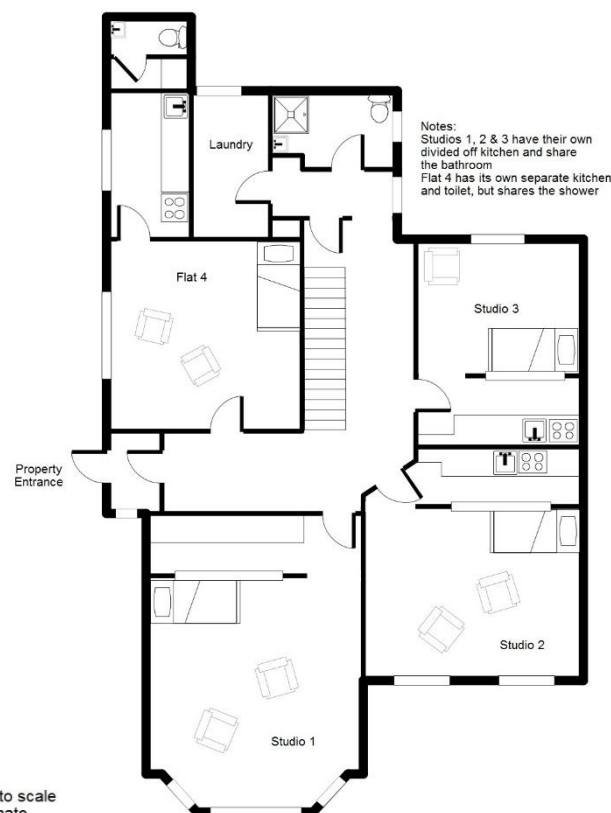 Laundry
Notes:
Studios 1, 2 & 3 have their own
divided off kitchen and share
the bathroom
Flat 4 has its own separate kitchen
and toilet, but shares the shower
Flat 4
Studio 3
Property
Entrance
Studio 2
Studio 1
to scale